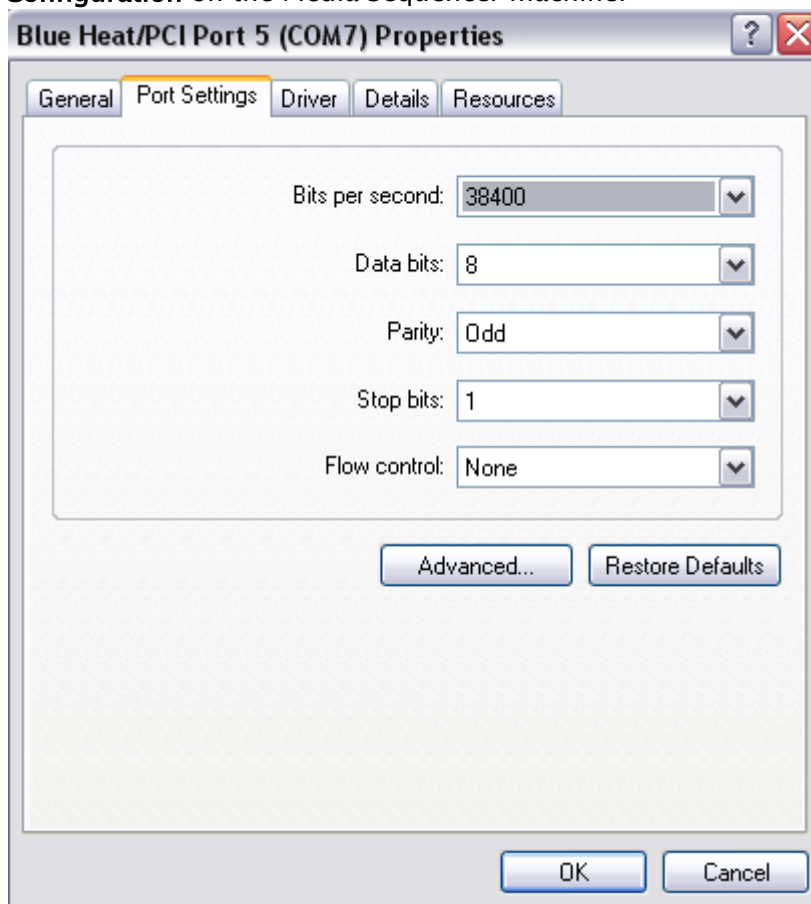 Configuration on the Media Sequencer machine.
Blue Heat/PCI Port 5 (COM7) Properties
General Port Settings Driver Details Resources
Bits per second: 38400
Data bits: 8
Parity: Odd
Stop bits: 1
Flow control: None
Advanced... Restore Defaults
OK Cancel